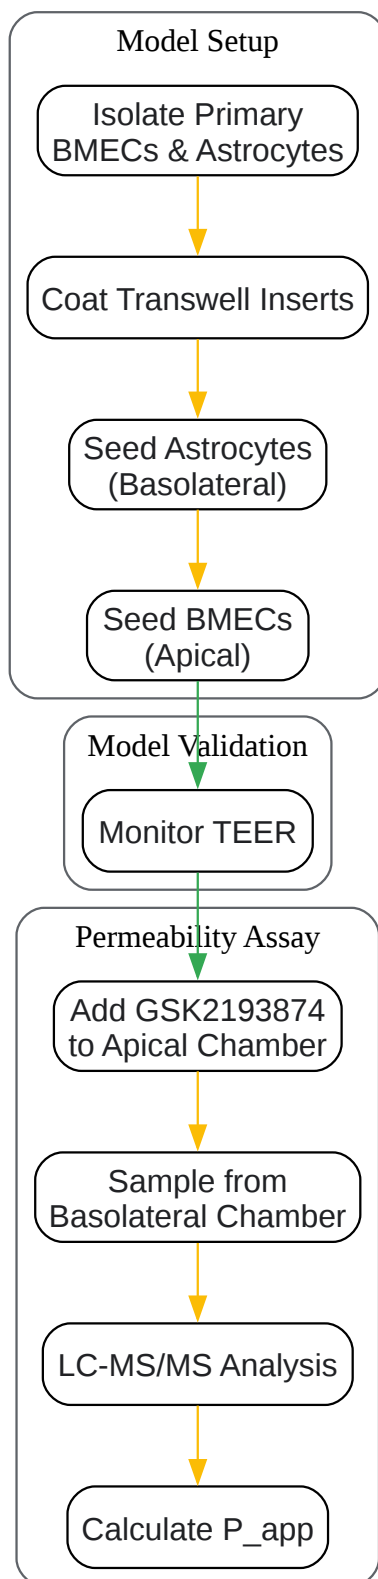 Model Setup
Isolate Primary
BMECs & Astrocytes
Coat Transwell Inserts
Seed Astrocytes
(Basolateral)
Seed BMECs
(Apical)
Model Validation
Monitor TEER
Permeability Assay
Add GSK2193874
to Apical Chamber
Sample from
Basolateral Chamber
LC-MS/MS Analysis
Calculate P_app